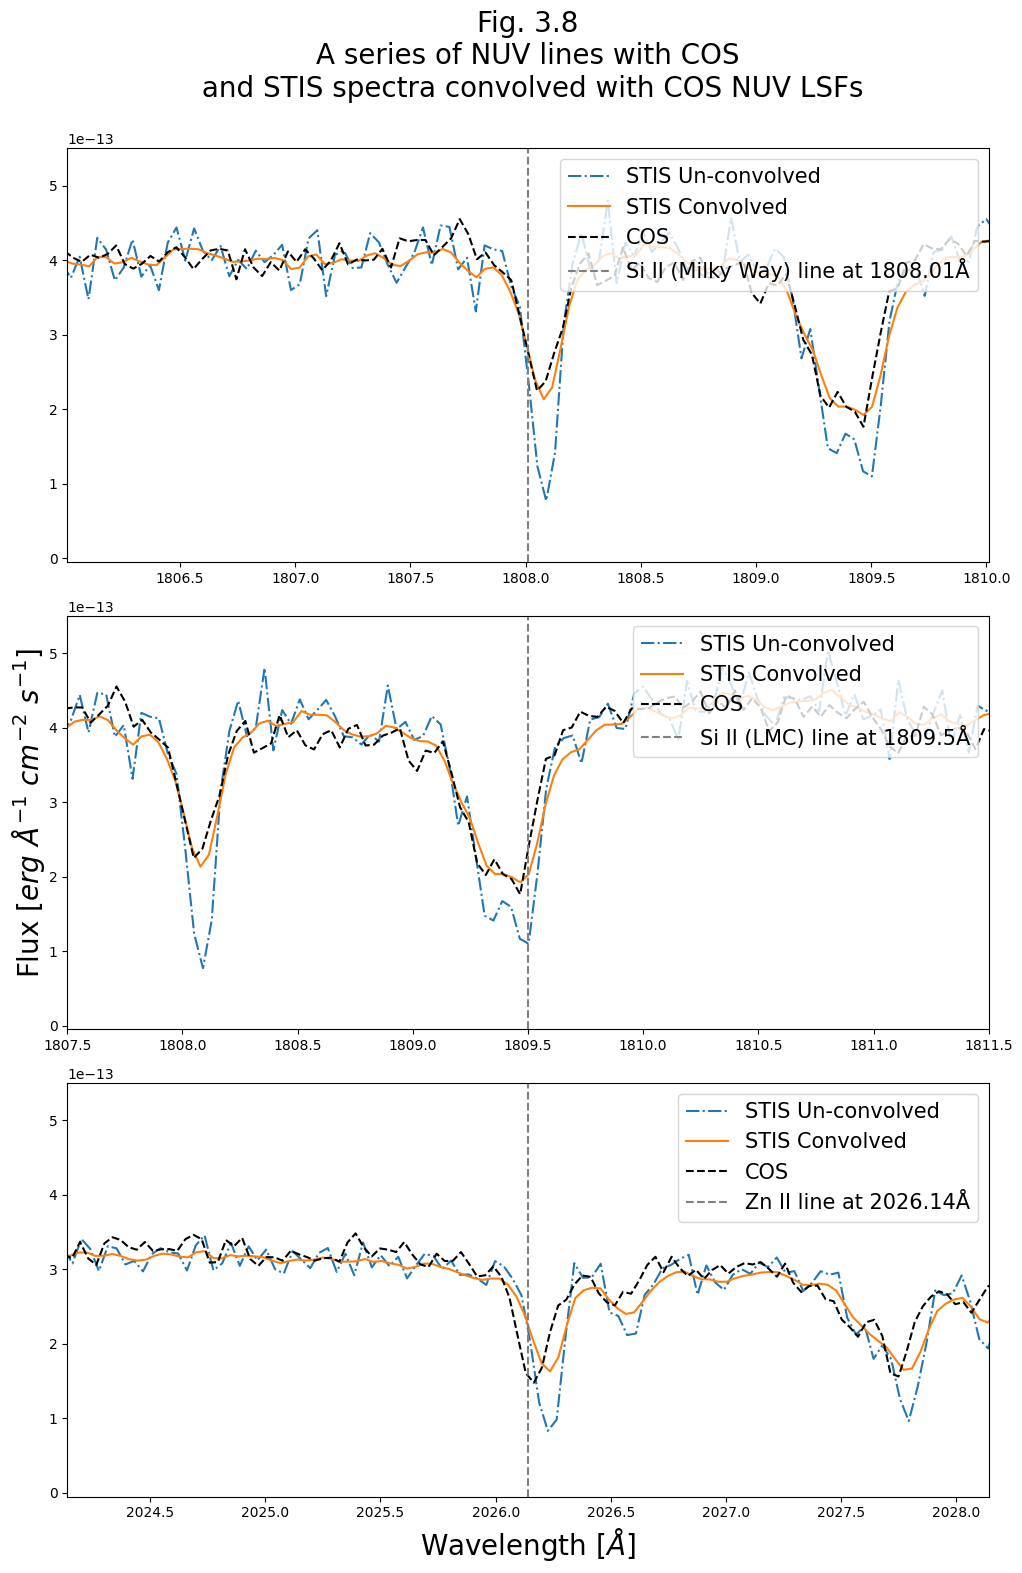 Fig. 3.8
A series of NUV lines with COS
and STIS spectra convolved with COS NUV LSFs
1e−13
5
4
3
2
1
0
STIS Un-convolved
STIS Convolved
COS
Si II (Milky Way) line at 1808.01Å
1806.5 1807.0 1807.5 1808.0 1808.5 1809.0 1809.5 1810.0
1e−13
5
4
3
2
1
0
STIS Un-convolved
STIS Convolved
COS
Si II (LMC) line at 1809.5Å
1807.5 1808.0 1808.5 1809.0 1809.5 1810.0 1810.5 1811.0 1811.5
Flux [erg Å⁻¹ cm⁻² s⁻¹]
1e−13
5
4
3
2
1
0
STIS Un-convolved
STIS Convolved
COS
Zn II line at 2026.14Å
2024.5 2025.0 2025.5 2026.0 2026.5 2027.0 2027.5 2028.0
Wavelength [Å]